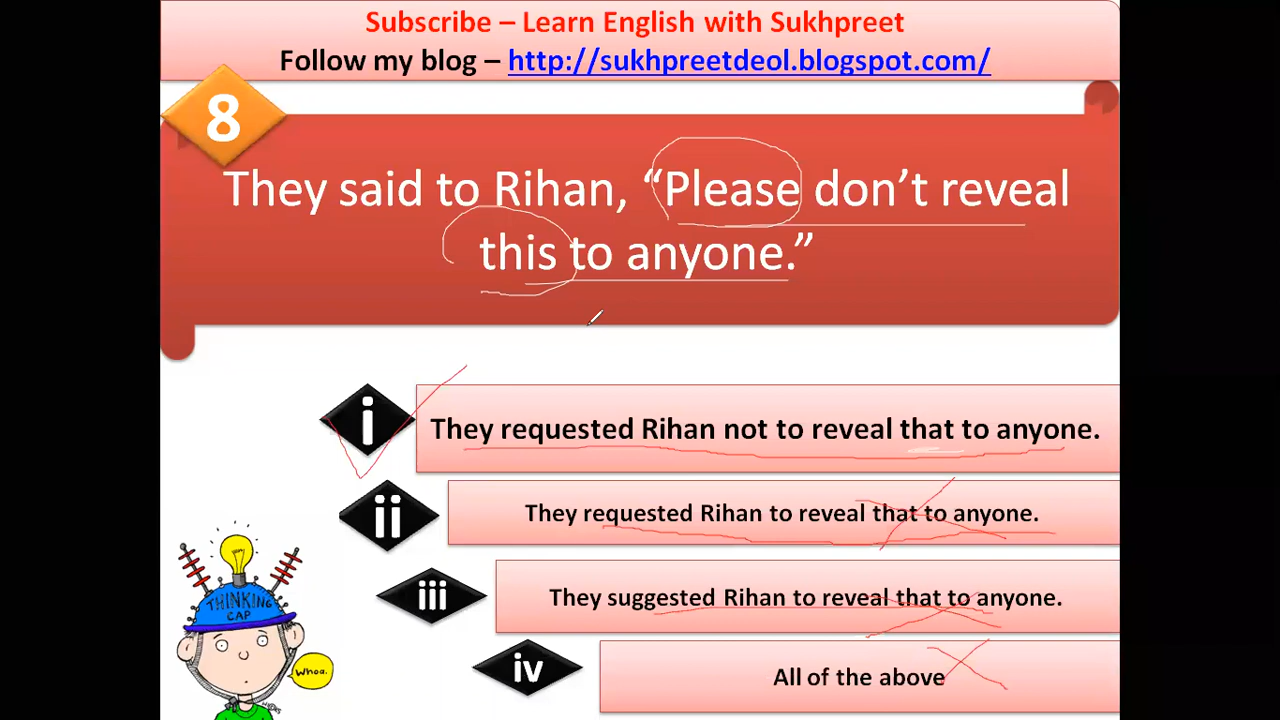 Subscribe – Learn English with Sukhpreet
Follow my blog – http://sukhpreetdeol.blogspot.com/
8
They said to Rihan, “Please don’t reveal
this to anyone.”
i
They requested Rihan not to reveal that to anyone.
ii
They requested Rihan to reveal that to anyone.
iii
They suggested Rihan to reveal that to anyone.
iv
All of the above
THINKING
CAP
Whoa.